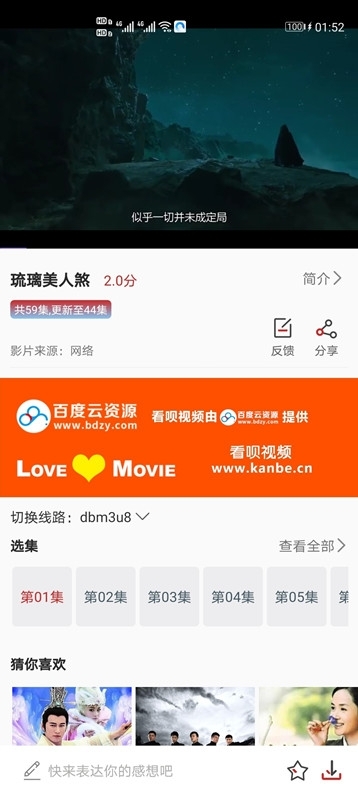 HD 4G 4G 100 01:52
HD
似乎一切并未成定局
琉璃美人煞 2.0分 简介
共59集,更新至44集
影片来源：网络 反馈 分享
百度云资源 www.bdzy.com 看呗视频由百度云资源提供
LOVE MOVIE 看呗视频 www.kanbe.cn
切换线路：dbm3u8
选集 查看全部
第01集 第02集 第03集 第04集 第05集 第
猜你喜欢
快来表达你的感想吧